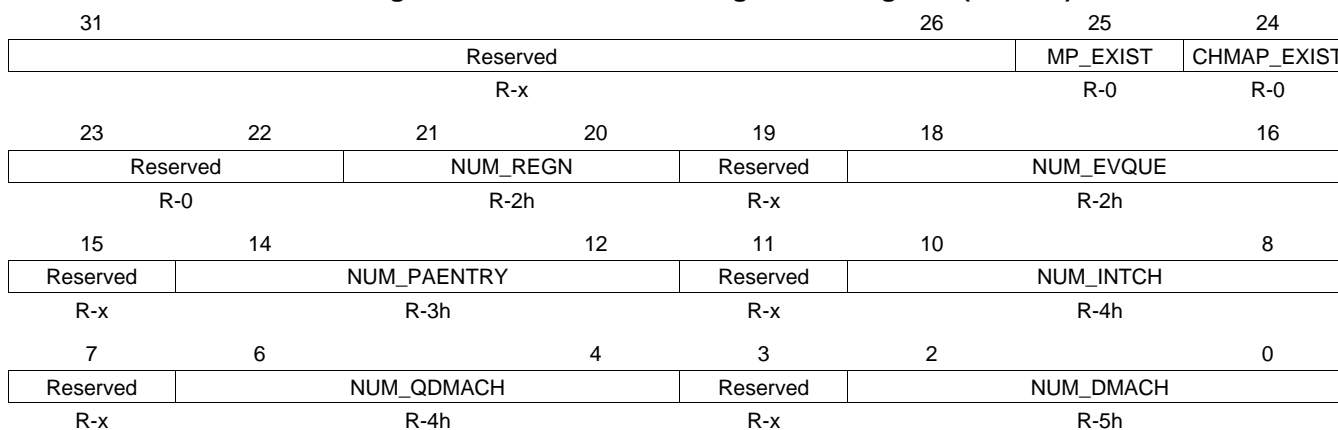 31 26 25 24
Reserved MP_EXIST CHMAP_EXIST
R-x R-0 R-0
23 22 21 20 19 18 16
Reserved NUM_REGN Reserved NUM_EVQUE
R-0 R-2h R-x R-2h
15 14 12 11 10 8
Reserved NUM_PAENTRY Reserved NUM_INTCH
R-x R-3h R-x R-4h
7 6 4 3 2 0
Reserved NUM_QDMACH Reserved NUM_DMACH
R-x R-4h R-x R-5h